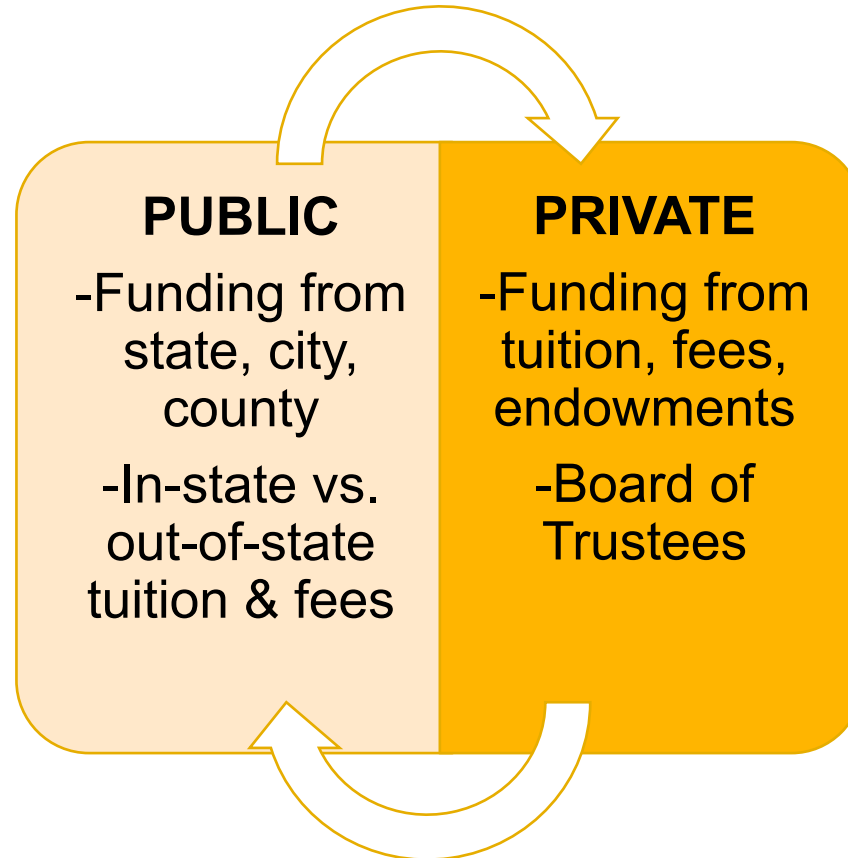 PUBLIC
-Funding from
state, city,
county
-In-state vs.
out-of-state
tuition & fees
PRIVATE
-Funding from
tuition, fees,
endowments
-Board of
Trustees